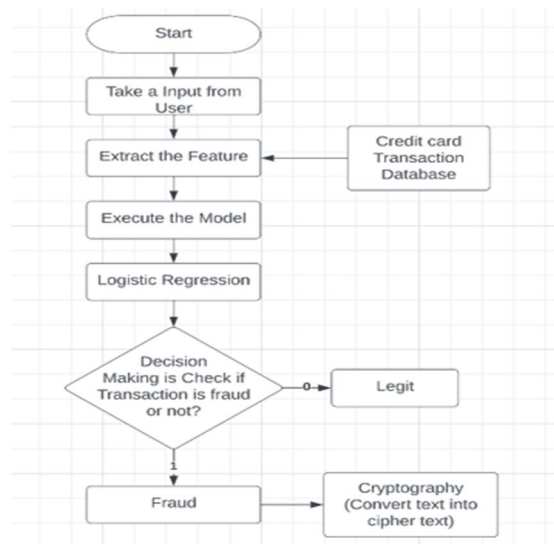 Start
Take a Input from
User
Extract the Feature
Credit card
Transaction
Database
Execute the Model
Logistic Regression
Decision
Making is Check if
Transaction is fraud
or not?
0
Legit
1
Fraud
Cryptography
(Convert text into
cipher text)